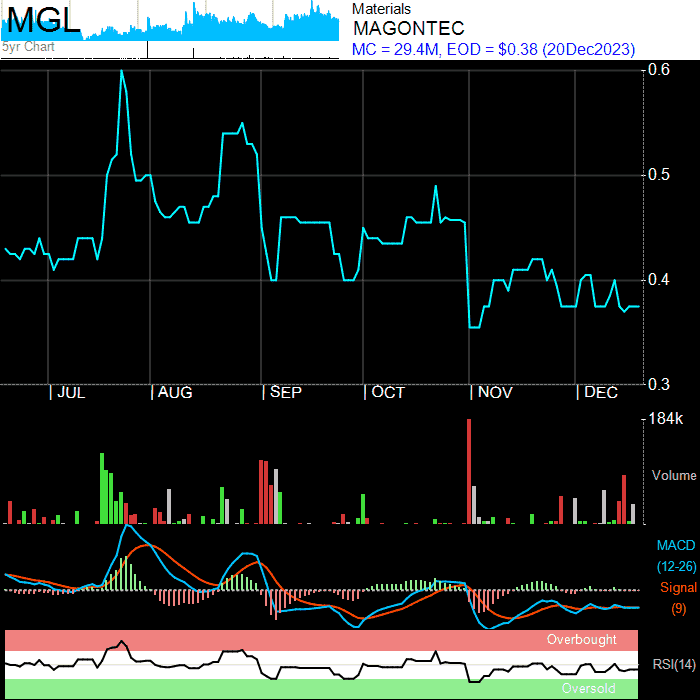 MGL
5yr Chart
Materials
MAGONTEC
MC = 29.4M, EOD = $0.38 (20Dec2023)
0.6
0.5
0.4
0.3
| JUL | AUG | SEP | OCT | NOV | DEC
184k
Volume
MACD
(12-26)
Signal
(9)
Overbought
RSI(14)
Oversold